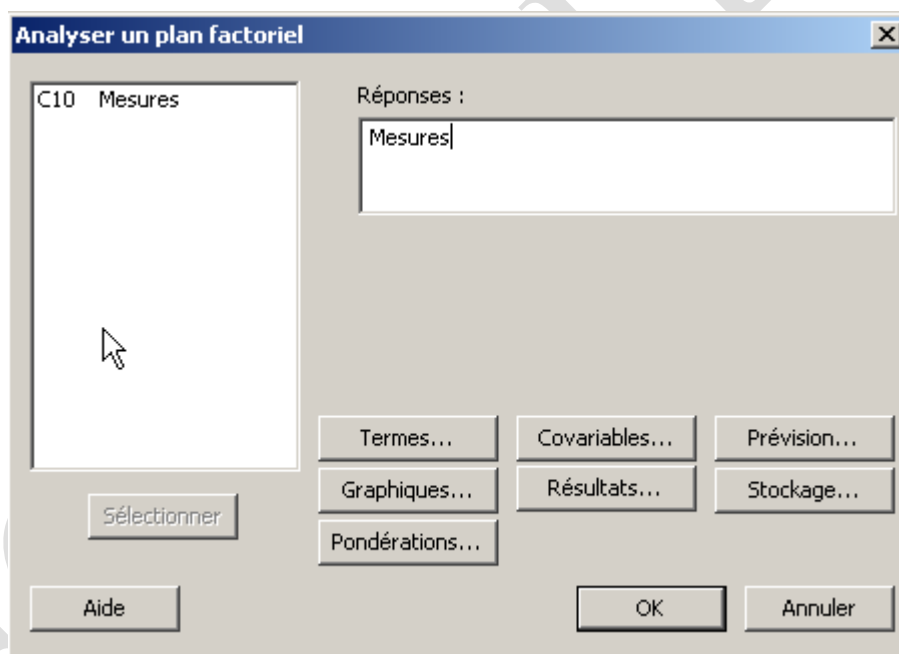 Analyser un plan factoriel
C10 Mesures
Réponses :
Mesures
Termes...
Covariables...
Prévision...
Graphiques...
Résultats...
Stockage...
Sélectionner
Pondérations...
Aide
OK
Annuler